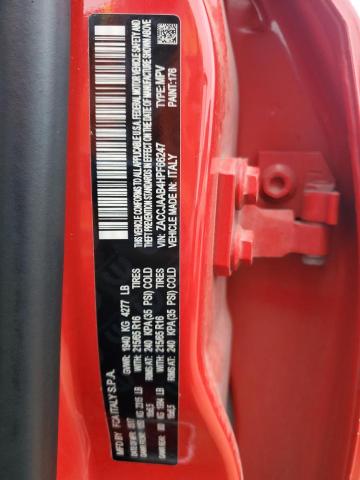 MFD BY FCA ITALY S.P.A.
GVWR: 1940 KG 4277 LB
WITH: 215/65 R16 TIRES
RIMS AT: 240 KPA(35 PSI) COLD
WITH: 215/65 R16 TIRES
RIMS AT: 240 KPA(35 PSI) COLD
CONFORMS TO ALL APPLICABLE
U.S.A. FEDERAL MOTOR VEHICLE SAFETY AND
THEFT PREVENTION STANDARDS IN EFFECT ON
THE DATE OF MANUFACTURE SHOWN ABOVE
VIN: ZACCJAAB4HPF66247
VEHICLE MADE IN: ITALY
TYPE: MPV
PAINT: 176